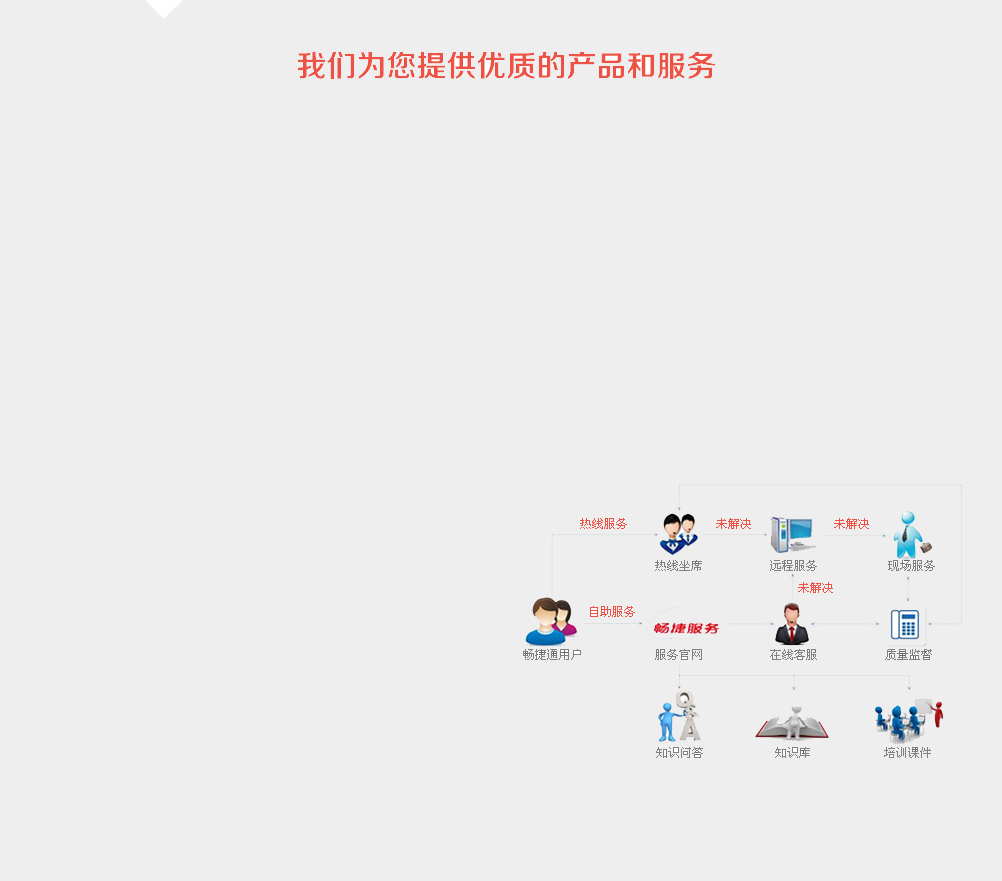 我们为您提供优质的产品和服务
热线服务
未解决
未解决
热线坐席
远程服务
现场服务
未解决
自助服务
畅捷服务
畅捷通用户
服务官网
在线客服
质量监督
Q
&
A
知识问答
知识库
培训课件